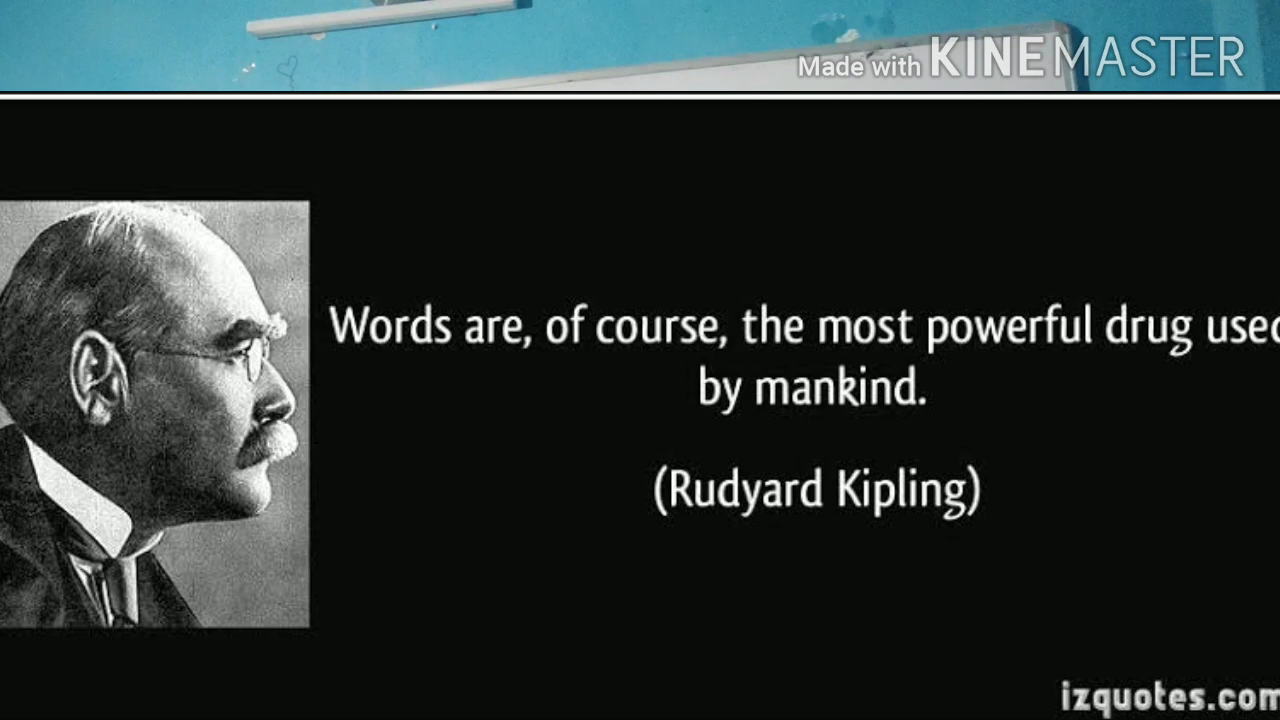 Made with KINEMASTER
Words are, of course, the most powerful drug used
by mankind.
(Rudyard Kipling)
izquotes.com